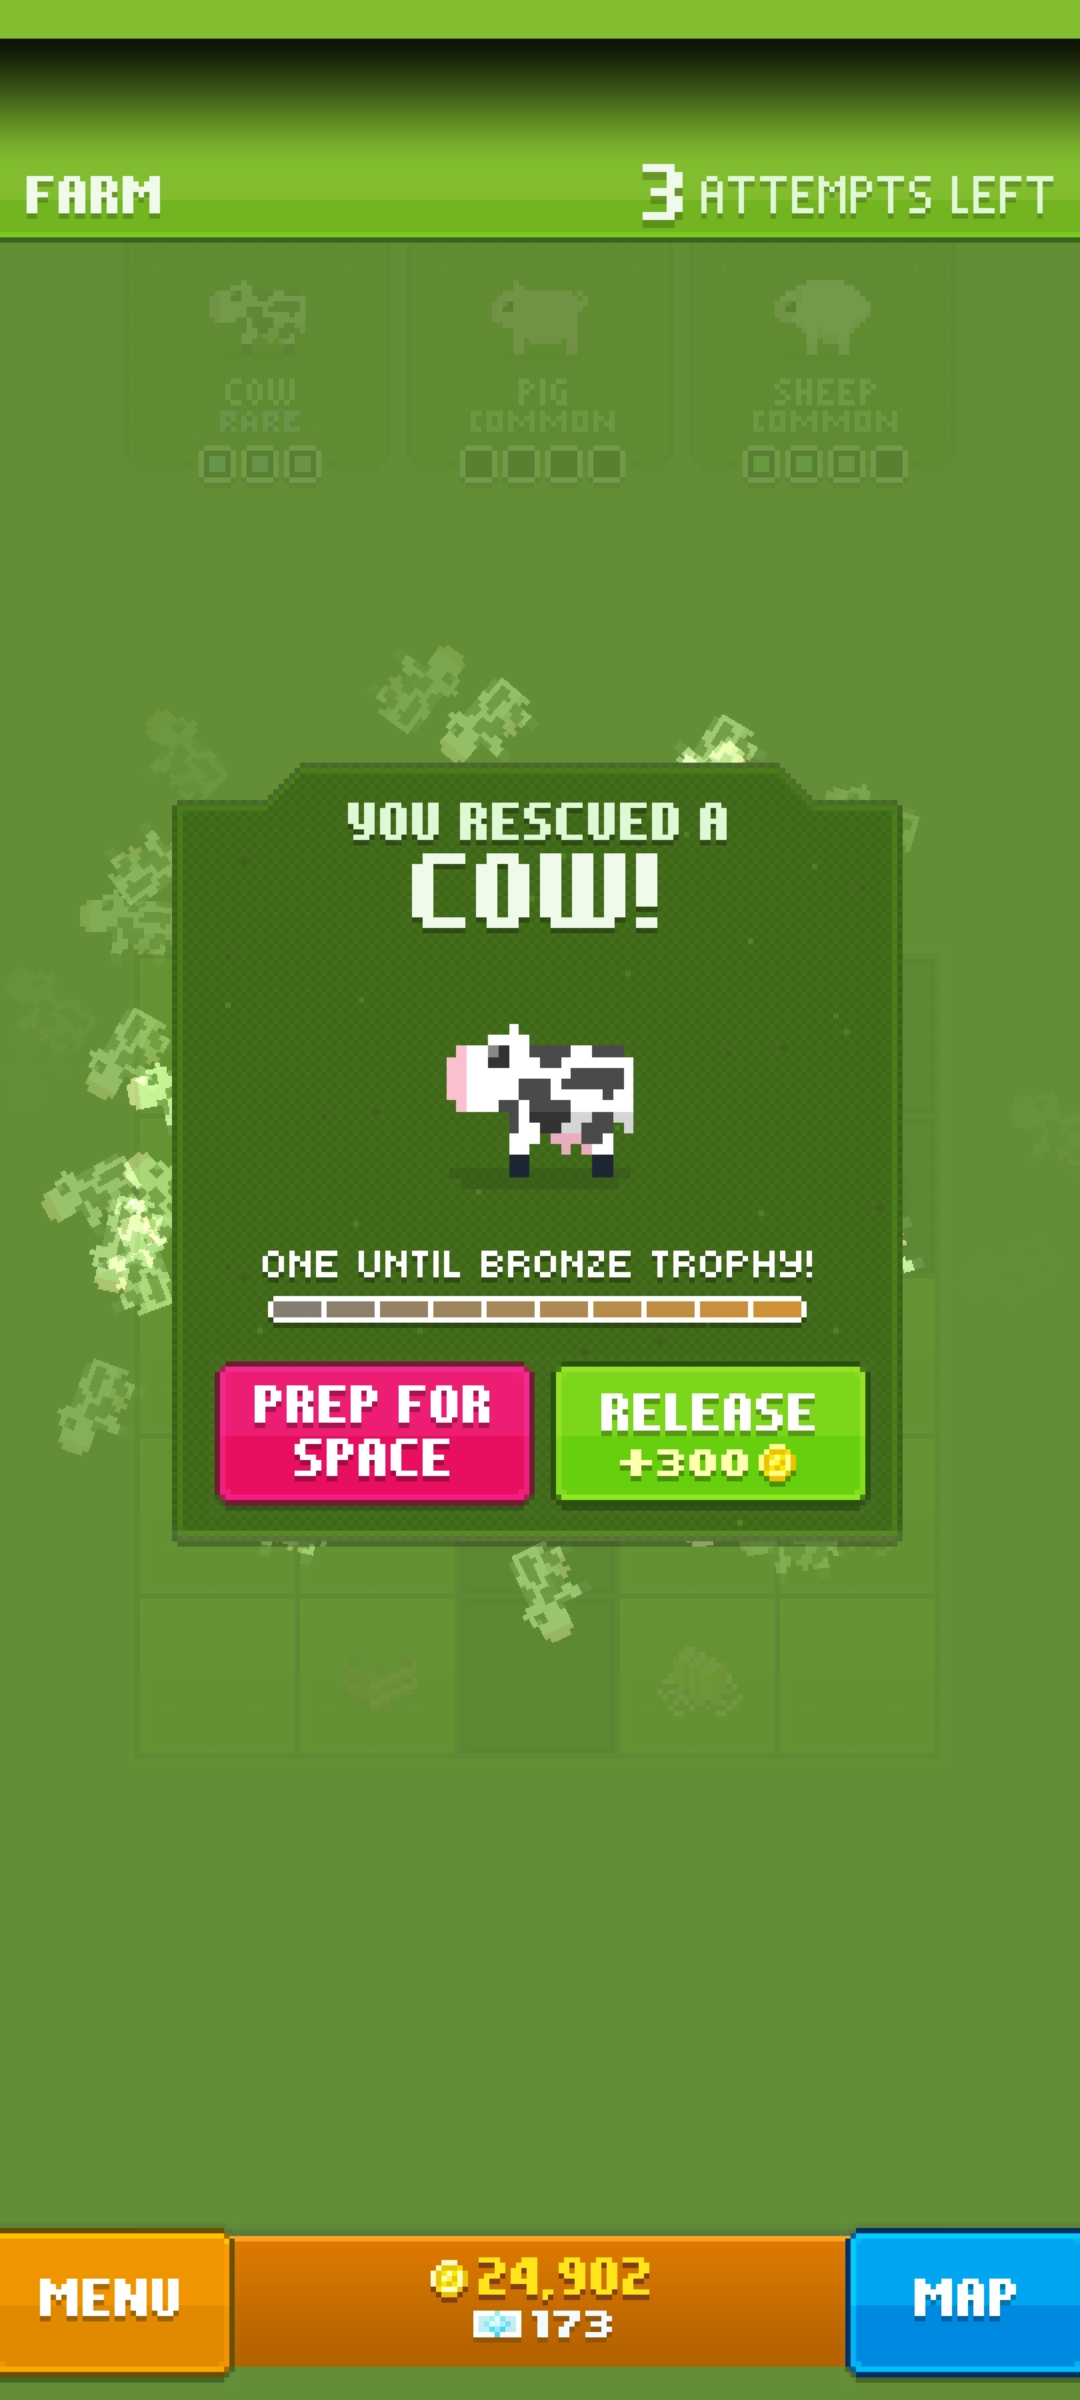 FARM
3 ATTEMPTS LEFT
COW
RARE
PIG
COMMON
SHEEP
COMMON
YOU RESCUED A
COW!
ONE UNTIL BRONZE TROPHY!
PREP FOR
SPACE
RELEASE
+300
24,902
173
MENU
MAP